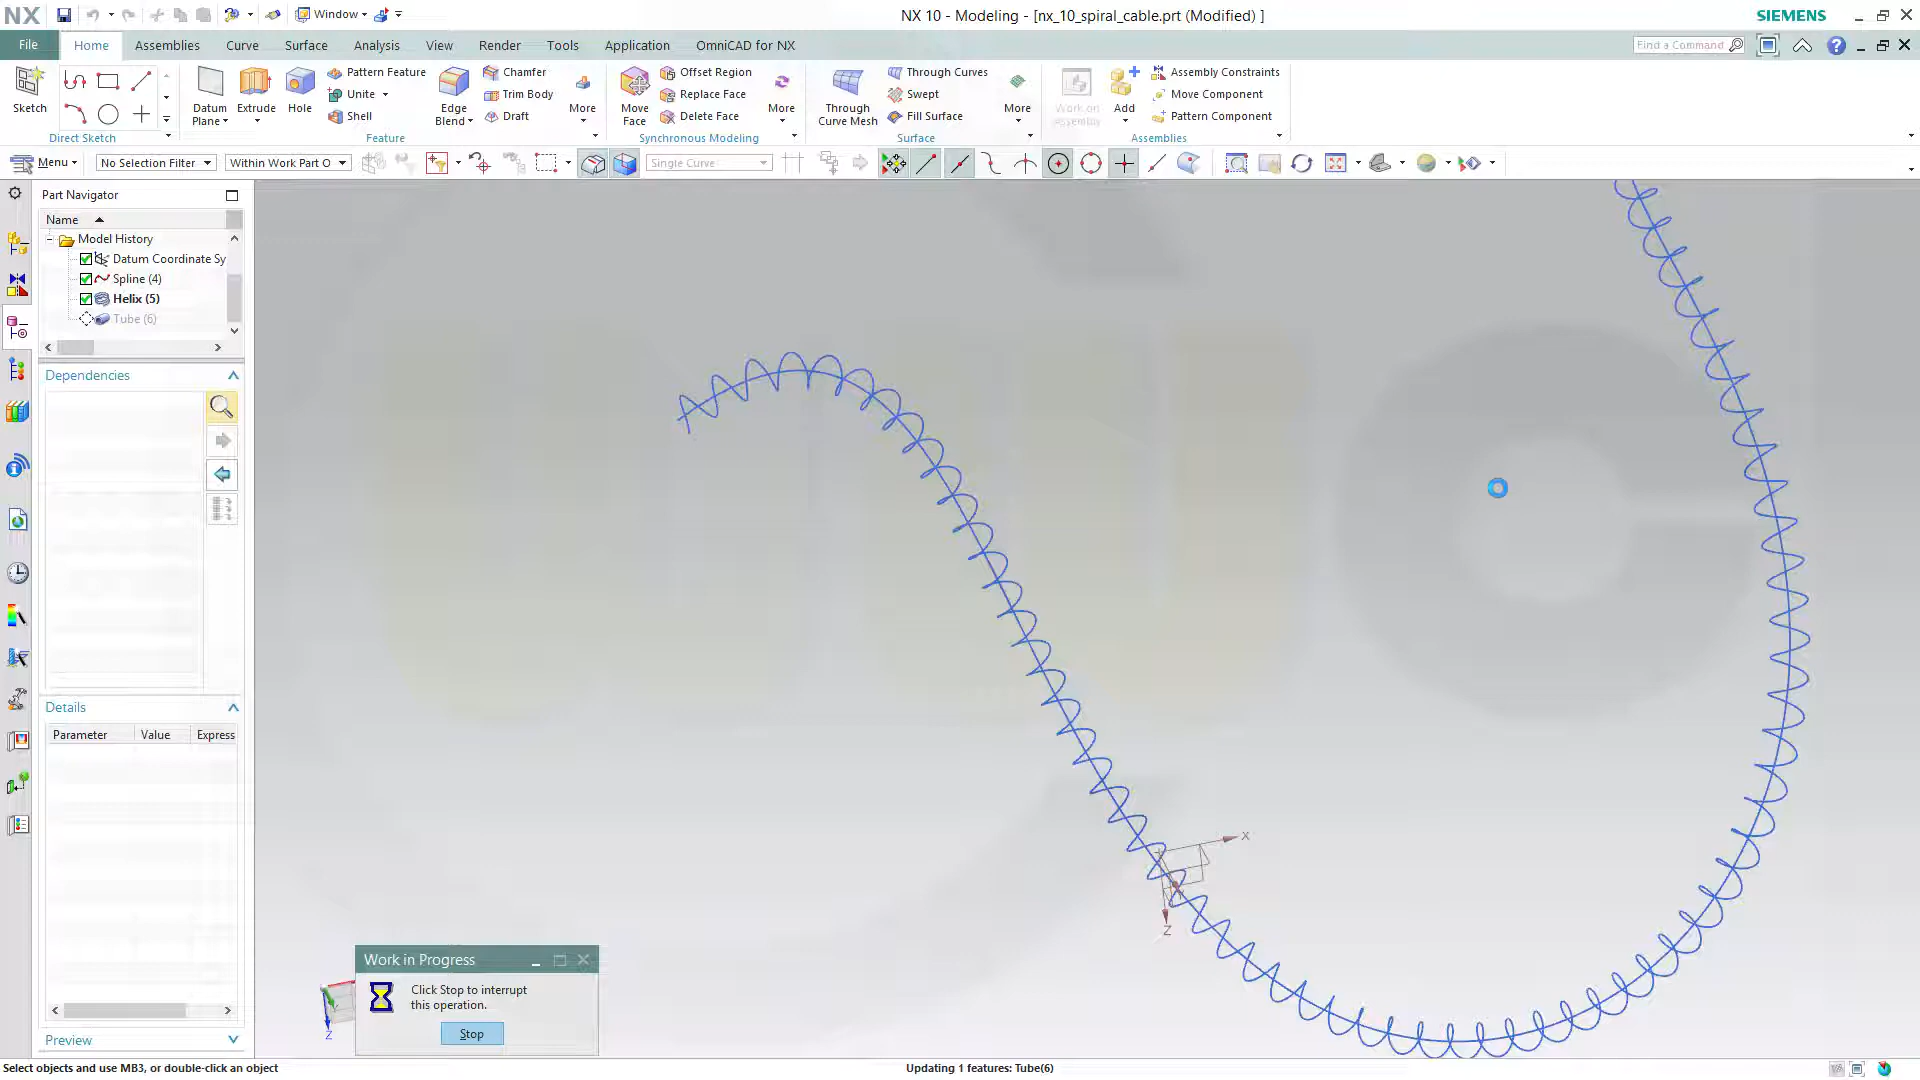 NX
Window
NX 10 - Modeling - [nx_10_spiral_cable.prt (Modified) ]
SIEMENS
File
Home
Assemblies
Curve
Surface
Analysis
View
Render
Tools
Application
OmniCAD for NX
Find a Command
Sketch
Direct Sketch
Datum
Plane
Extrude
Hole
Pattern Feature
Unite
Shell
Edge
Blend
Chamfer
Trim Body
Draft
More
Feature
Move
Face
Offset Region
Replace Face
Delete Face
More
Synchronous Modeling
Through
Curve Mesh
Through Curves
Swept
Fill Surface
More
Surface
Work on
Assembly
Add
Assembly Constraints
Move Component
Pattern Component
Assemblies
Menu
No Selection Filter
Within Work Part O
Single Curve
Part Navigator
Name
Model History
Datum Coordinate Sy
Spline (4)
Helix (5)
Tube (6)
Dependencies
Details
Parameter
Value
Express
Preview
X
Z
Z
Work in Progress
Click Stop to interrupt
this operation.
Stop
Select objects and use MB3, or double-click an object
Updating 1 features: Tube(6)